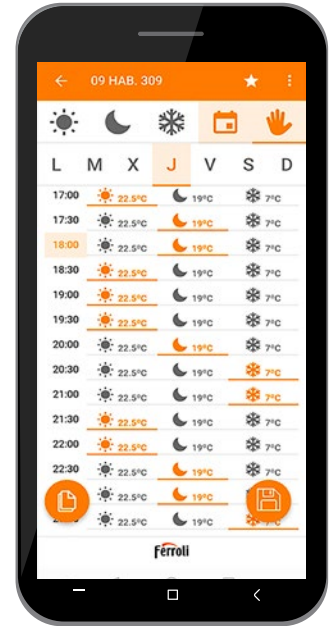 09 HAB. 309
L M X J V S D
17:00 22.5ºC 19ºC 7ºC
17:30 22.5ºC 19ºC 7ºC
18:00 22.5ºC 19ºC 7ºC
18:30 22.5ºC 19ºC 7ºC
19:00 22.5ºC 19ºC 7ºC
19:30 22.5ºC 19ºC 7ºC
20:00 22.5ºC 19ºC 7ºC
20:30 22.5ºC 19ºC 7ºC
21:00 22.5ºC 19ºC 7ºC
21:30 22.5ºC 19ºC 7ºC
22:00 22.5ºC 19ºC 7ºC
22:30 22.5ºC 19ºC 7ºC
22.5ºC 19ºC
22.5ºC 19ºC
Ferroli